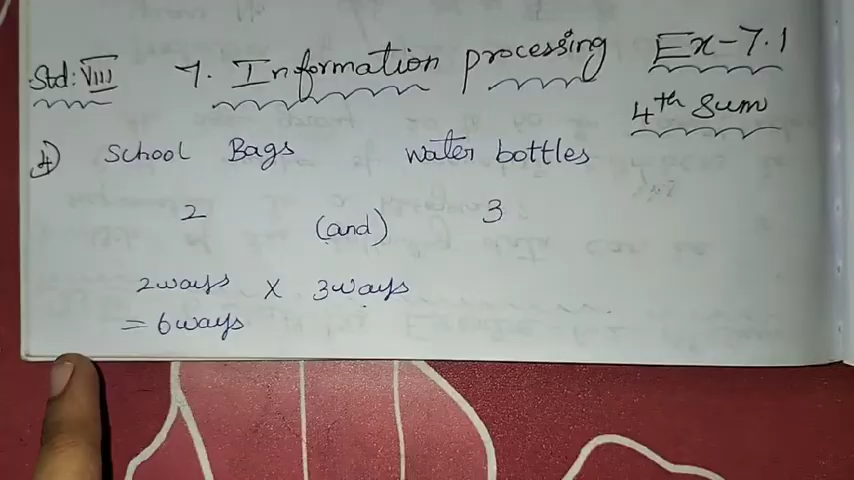 Std: VIII 7. Information processing Ex-7.1
4th Sum
4) School Bags water bottles
2 (and) 3
2ways X 3ways
= 6ways